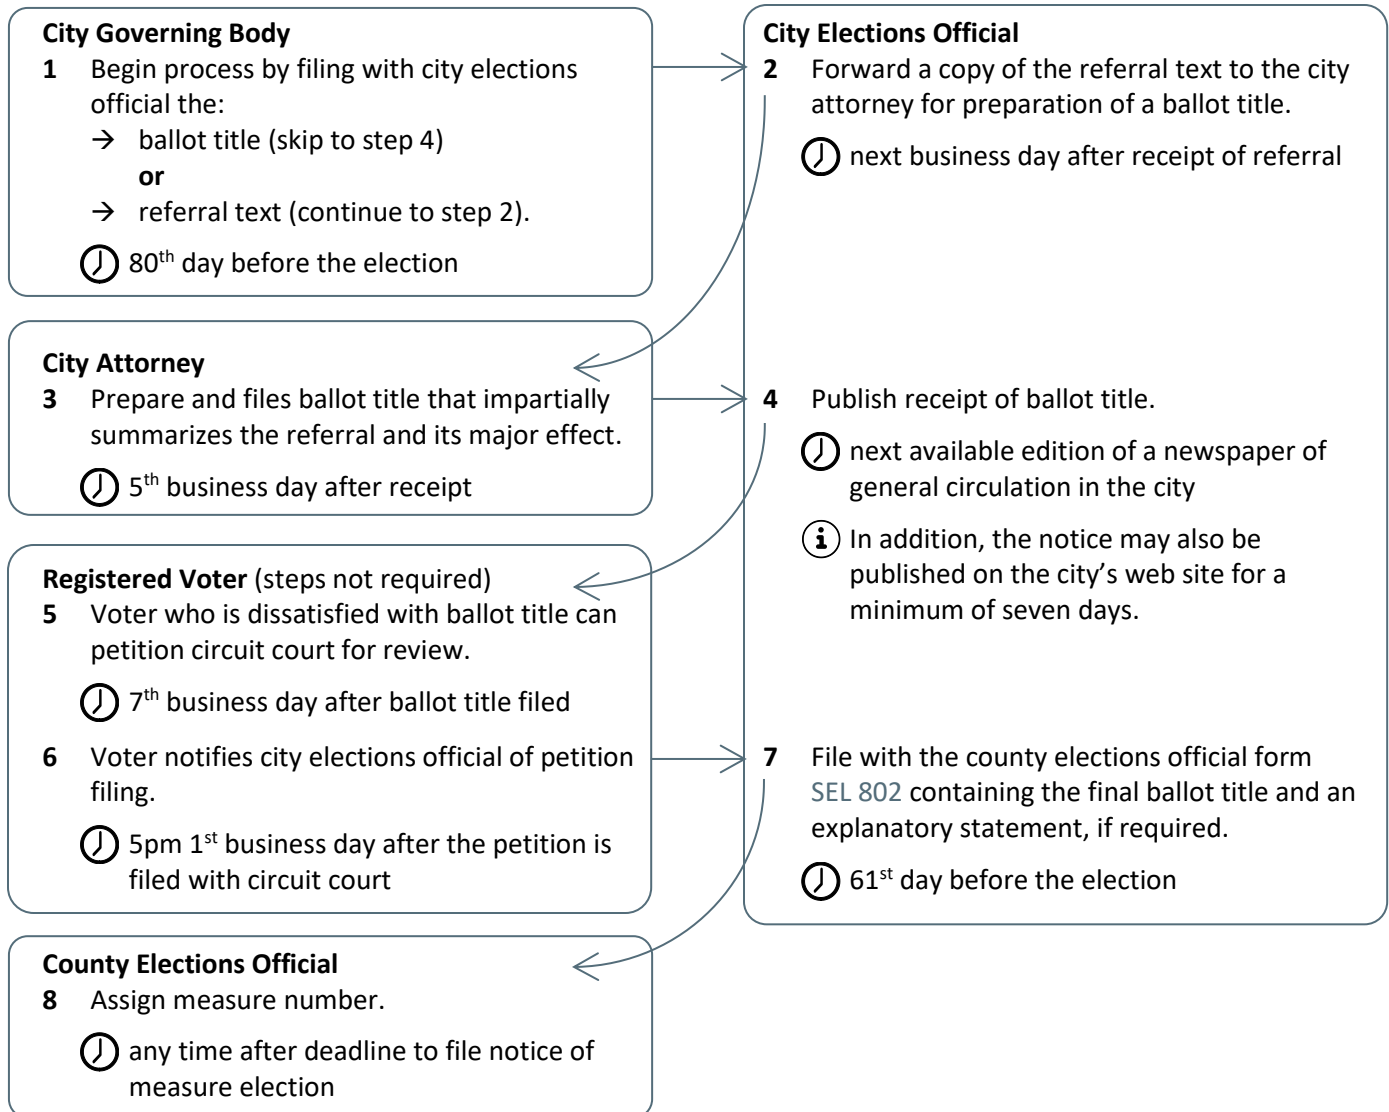 City Governing Body
1 Begin process by filing with city elections
official the:
→ ballot title (skip to step 4)
or
→ referral text (continue to step 2).
80th day before the election
City Elections Official
2 Forward a copy of the referral text to the city
attorney for preparation of a ballot title.
next business day after receipt of referral
City Attorney
3 Prepare and files ballot title that impartially
summarizes the referral and its major effect.
5th business day after receipt
4 Publish receipt of ballot title.
next available edition of a newspaper of
general circulation in the city
In addition, the notice may also be
published on the city's web site for a
minimum of seven days.
Registered Voter (steps not required)
5 Voter who is dissatisfied with ballot title can
petition circuit court for review.
7th business day after ballot title filed
6 Voter notifies city elections official of petition
filing.
5pm 1st business day after the petition is
filed with circuit court
7 File with the county elections official form
SEL 802 containing the final ballot title and an
explanatory statement, if required.
61st day before the election
County Elections Official
8 Assign measure number.
any time after deadline to file notice of
measure election